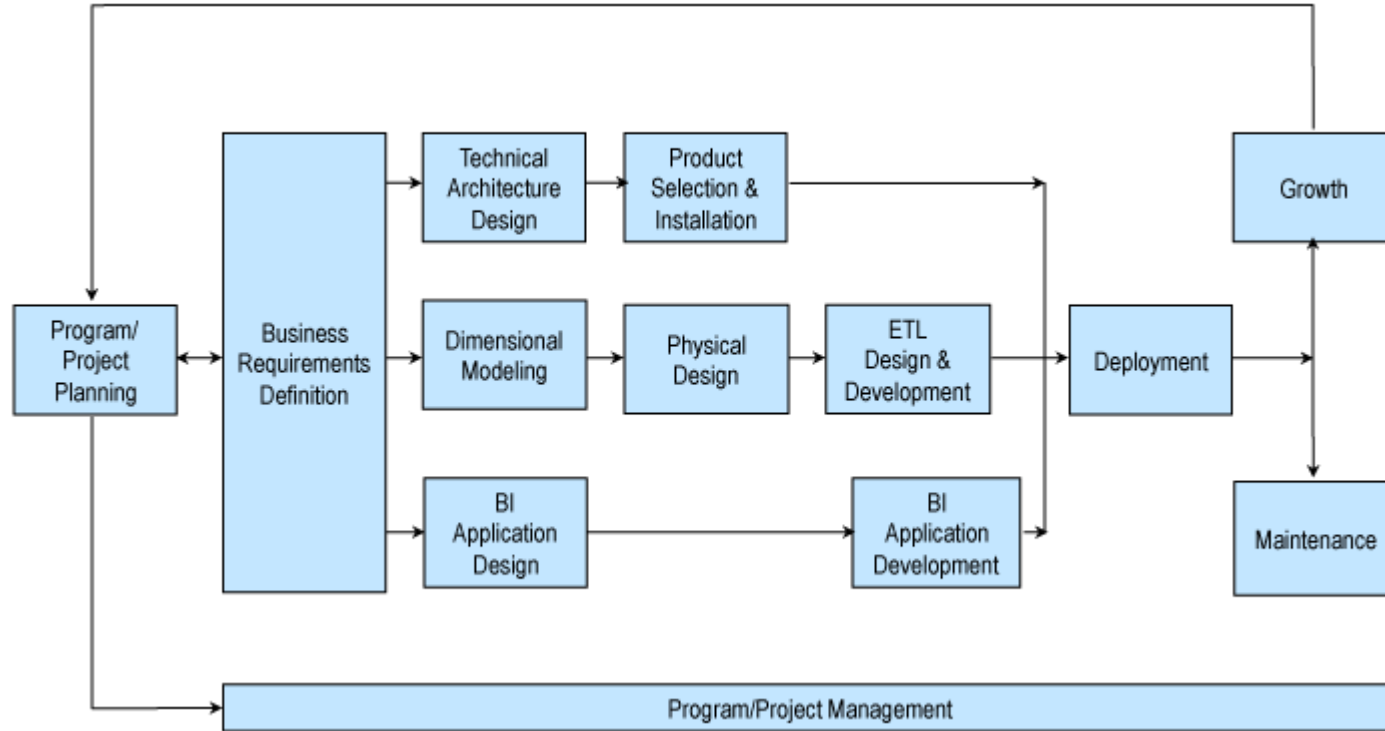 Technical
Architecture
Design
Product
Selection &
Installation
Growth
Program/
Project
Planning
Business
Requirements
Definition
Dimensional
Modeling
Physical
Design
ETL
Design &
Development
Deployment
BI
Application
Design
BI
Application
Development
Maintenance
Program/Project Management